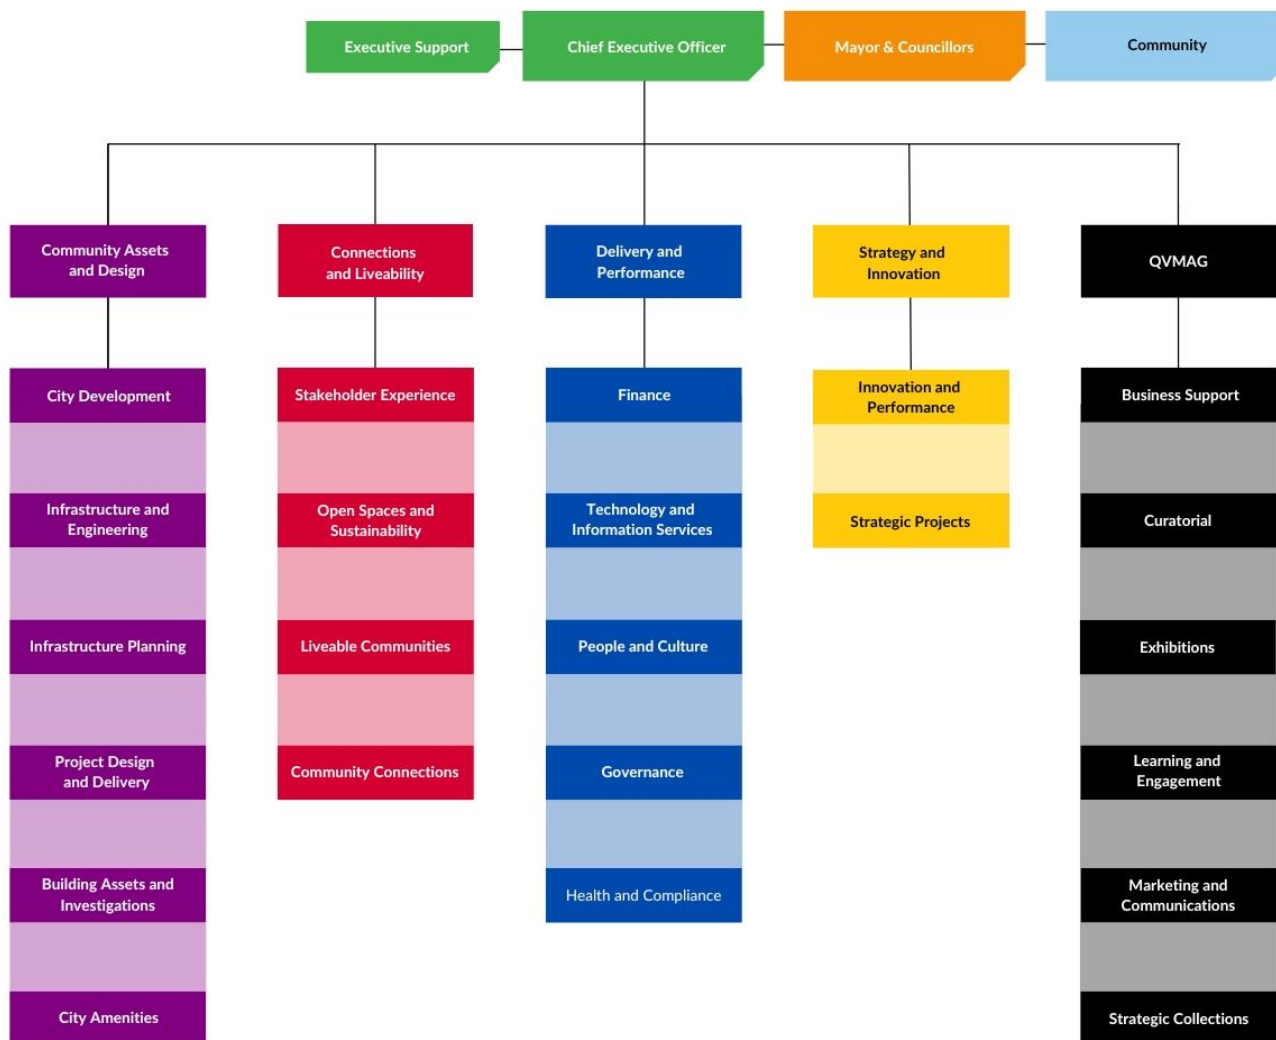 Executive Support
Chief Executive Officer
Mayor & Councillors
Community
Community Assets
and Design
Connections
and Liveability
Delivery and
Performance
Strategy and
Innovation
QVMAG
City Development
Stakeholder Experience
Finance
Innovation and
Performance
Business Support
Infrastructure and
Engineering
Open Spaces and
Sustainability
Technology and
Information Services
Strategic Projects
Curatorial
Infrastructure Planning
Liveable Communities
People and Culture
Exhibitions
Project Design
and Delivery
Community Connections
Governance
Learning and
Engagement
Building Assets and
Investigations
Health and Compliance
Marketing and
Communications
City Amenities
Strategic Collections